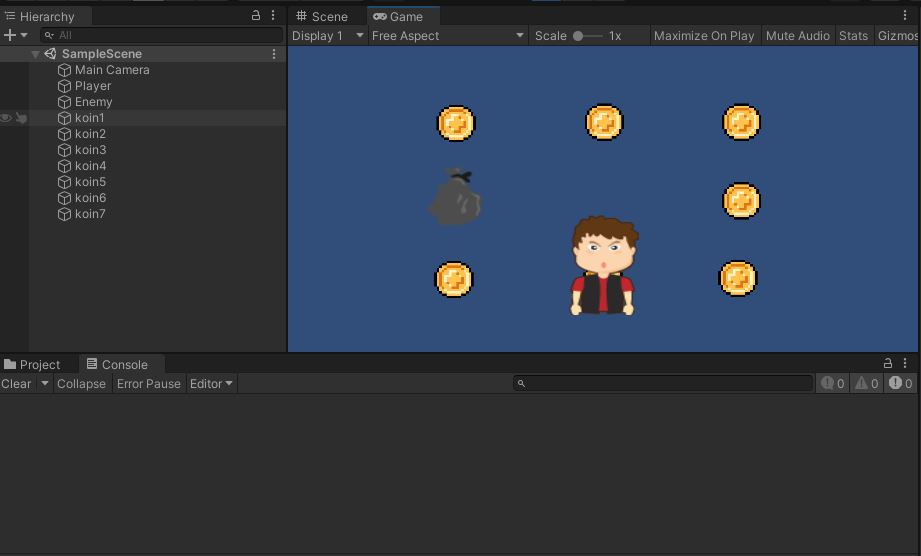 Hierarchy
Scene
Game
All
Display 1
Free Aspect
Scale
1x
Maximize On Play
Mute Audio
Stats
Gizmos
SampleScene
Main Camera
Player
Enemy
koin1
koin2
koin3
koin4
koin5
koin6
koin7
Project
Console
Clear
Collapse
Error Pause
Editor
0
0
0